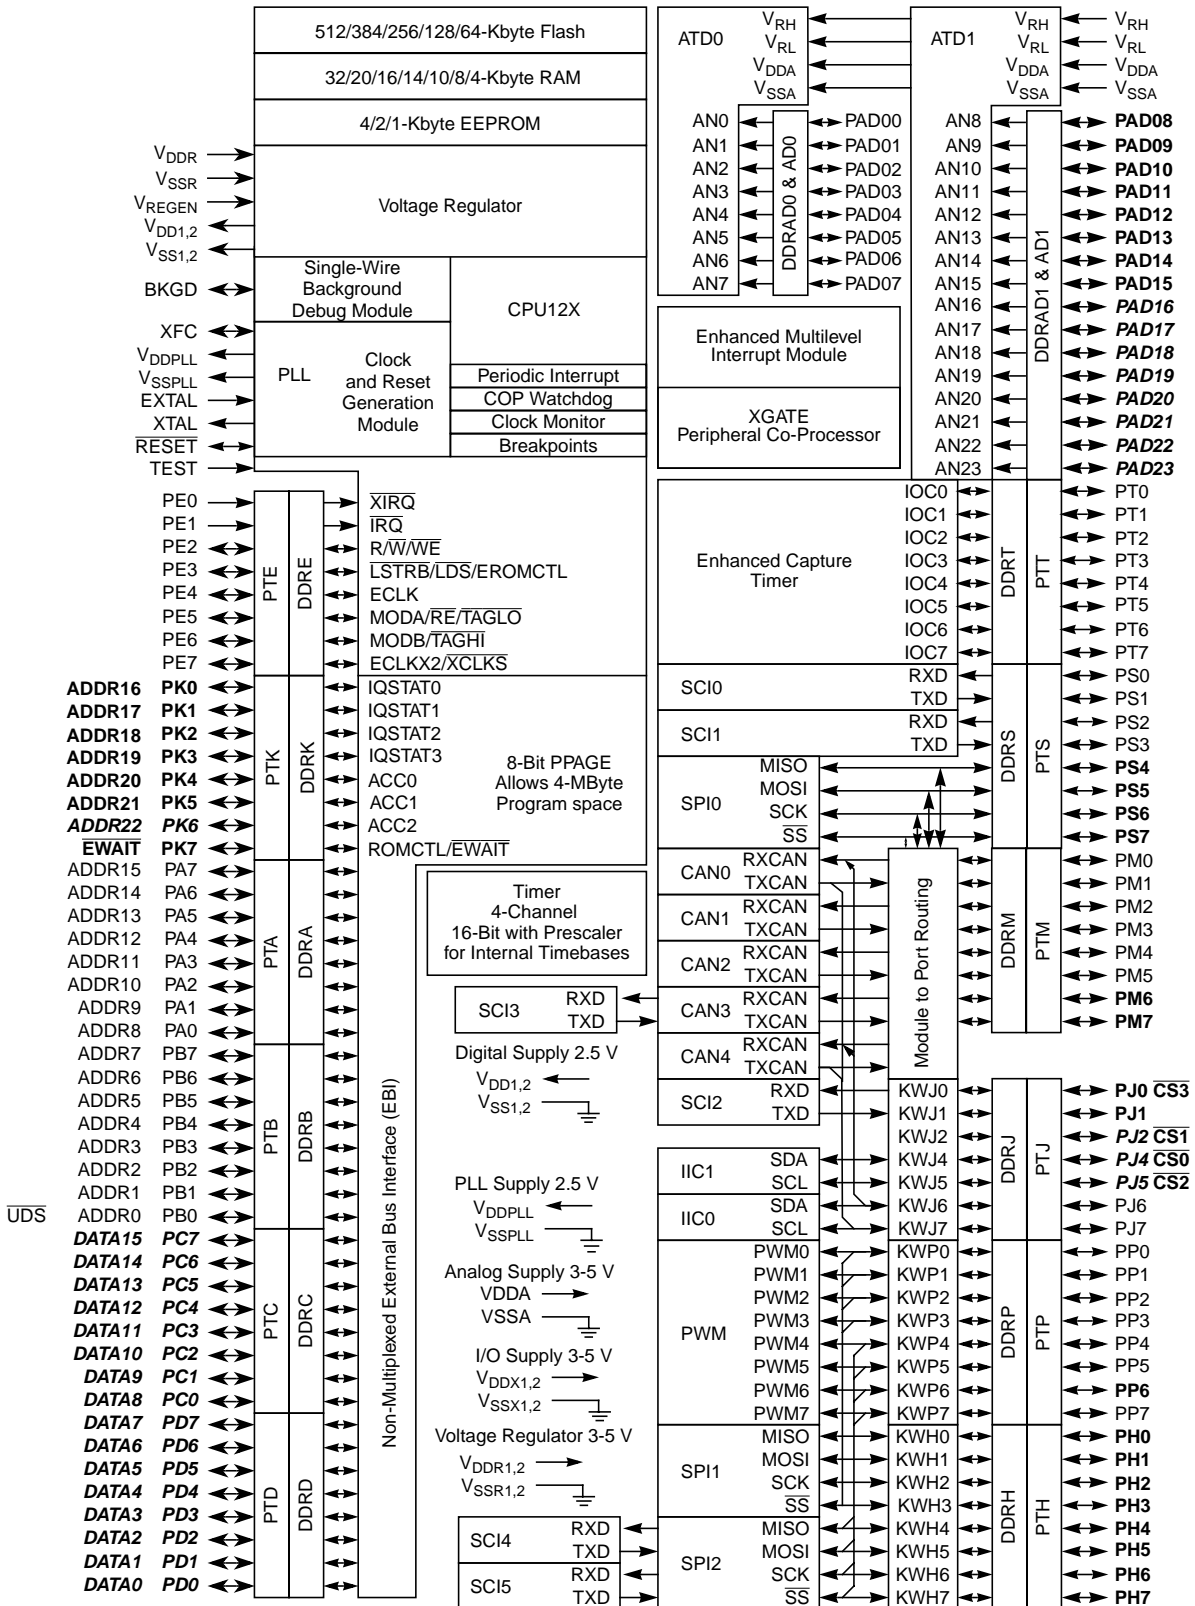 512/384/256/128/64-Kbyte Flash
32/20/16/14/10/8/4-Kbyte RAM
4/2/1-Kbyte EEPROM
VDDR
VSSR
VREGEN
VDD1,2
VSS1,2
Voltage Regulator
BKGD
Single-Wire
Background
Debug Module
CPU12X
XFC
VDDPLL
VSSPLL
EXTAL
XTAL
RESET
TEST
PLL
Clock
and Reset
Generation
Module
Periodic Interrupt
COP Watchdog
Clock Monitor
Breakpoints
PE0
PE1
PE2
PE3
PE4
PE5
PE6
PE7
PTE
DDRE
XIRQ
IRQ
R/W/WE
LSTRB/LDS/EROMCTL
ECLK
MODA/RE/TAGLO
MODB/TAGHI
ECLKX2/XCLKS
ADDR16 PK0
ADDR17 PK1
ADDR18 PK2
ADDR19 PK3
ADDR20 PK4
ADDR21 PK5
ADDR22 PK6
EWAIT PK7
PTK
DDRK
IQSTAT0
IQSTAT1
IQSTAT2
IQSTAT3
ACC0
ACC1
ACC2
ROMCTL/EWAIT
8-Bit PPAGE
Allows 4-MByte
Program space
ADDR15 PA7
ADDR14 PA6
ADDR13 PA5
ADDR12 PA4
ADDR11 PA3
ADDR10 PA2
ADDR9 PA1
ADDR8 PA0
PTA
DDRA
ADDR7 PB7
ADDR6 PB6
ADDR5 PB5
ADDR4 PB4
ADDR3 PB3
ADDR2 PB2
ADDR1 PB1
UDS ADDR0 PB0
PTB
DDRB
DATA15 PC7
DATA14 PC6
DATA13 PC5
DATA12 PC4
DATA11 PC3
DATA10 PC2
DATA9 PC1
DATA8 PC0
PTC
DDRC
DATA7 PD7
DATA6 PD6
DATA5 PD5
DATA4 PD4
DATA3 PD3
DATA2 PD2
DATA1 PD1
DATA0 PD0
PTD
DDRD
Non-Multiplexed External Bus Interface (EBI)
Timer
4-Channel
16-Bit with Prescaler
for Internal Timebases
SCI3
RXD
TXD
Digital Supply 2.5 V
VDD1,2
VSS1,2
PLL Supply 2.5 V
VDDPLL
VSSPLL
Analog Supply 3-5 V
VDDA
VSSA
I/O Supply 3-5 V
VDDX1,2
VSSX1,2
Voltage Regulator 3-5 V
VDDR1,2
VSSR1,2
SCI4
RXD
TXD
SCI5
RXD
TXD
ATD0
VRH
VRL
VDDA
VSSA
AN0
AN1
AN2
AN3
AN4
AN5
AN6
AN7
DDRAD0 & AD0
PAD00
PAD01
PAD02
PAD03
PAD04
PAD05
PAD06
PAD07
ATD1
VRH
VRL
VDDA
VSSA
VRH
VRL
VDDA
VSSA
AN8
AN9
AN10
AN11
AN12
AN13
AN14
AN15
AN16
AN17
AN18
AN19
AN20
AN21
AN22
AN23
DDRAD1 & AD1
PAD08
PAD09
PAD10
PAD11
PAD12
PAD13
PAD14
PAD15
PAD16
PAD17
PAD18
PAD19
PAD20
PAD21
PAD22
PAD23
Enhanced Multilevel
Interrupt Module
XGATE
Peripheral Co-Processor
Enhanced Capture
Timer
IOC0
IOC1
IOC2
IOC3
IOC4
IOC5
IOC6
IOC7
DDRT
PTT
PT0
PT1
PT2
PT3
PT4
PT5
PT6
PT7
SCI0
RXD
TXD
SCI1
RXD
TXD
SPI0
MISO
MOSI
SCK
SS
DDRS
PTS
PS0
PS1
PS2
PS3
PS4
PS5
PS6
PS7
CAN0
RXCAN
TXCAN
CAN1
RXCAN
TXCAN
CAN2
RXCAN
TXCAN
CAN3
RXCAN
TXCAN
CAN4
RXCAN
TXCAN
Module to Port Routing
DDRM
PTM
PM0
PM1
PM2
PM3
PM4
PM5
PM6
PM7
SCI2
RXD
TXD
IIC1
SDA
SCL
IIC0
SDA
SCL
KWJ0
KWJ1
KWJ2
KWJ4
KWJ5
KWJ6
KWJ7
DDRJ
PTJ
PJ0 CS3
PJ1
PJ2 CS1
PJ4 CS0
PJ5 CS2
PJ6
PJ7
PWM
PWM0
PWM1
PWM2
PWM3
PWM4
PWM5
PWM6
PWM7
KWP0
KWP1
KWP2
KWP3
KWP4
KWP5
KWP6
KWP7
DDRP
PTP
PP0
PP1
PP2
PP3
PP4
PP5
PP6
PP7
SPI1
MISO
MOSI
SCK
SS
SPI2
MISO
MOSI
SCK
SS
KWH0
KWH1
KWH2
KWH3
KWH4
KWH5
KWH6
KWH7
DDRH
PTH
PH0
PH1
PH2
PH3
PH4
PH5
PH6
PH7